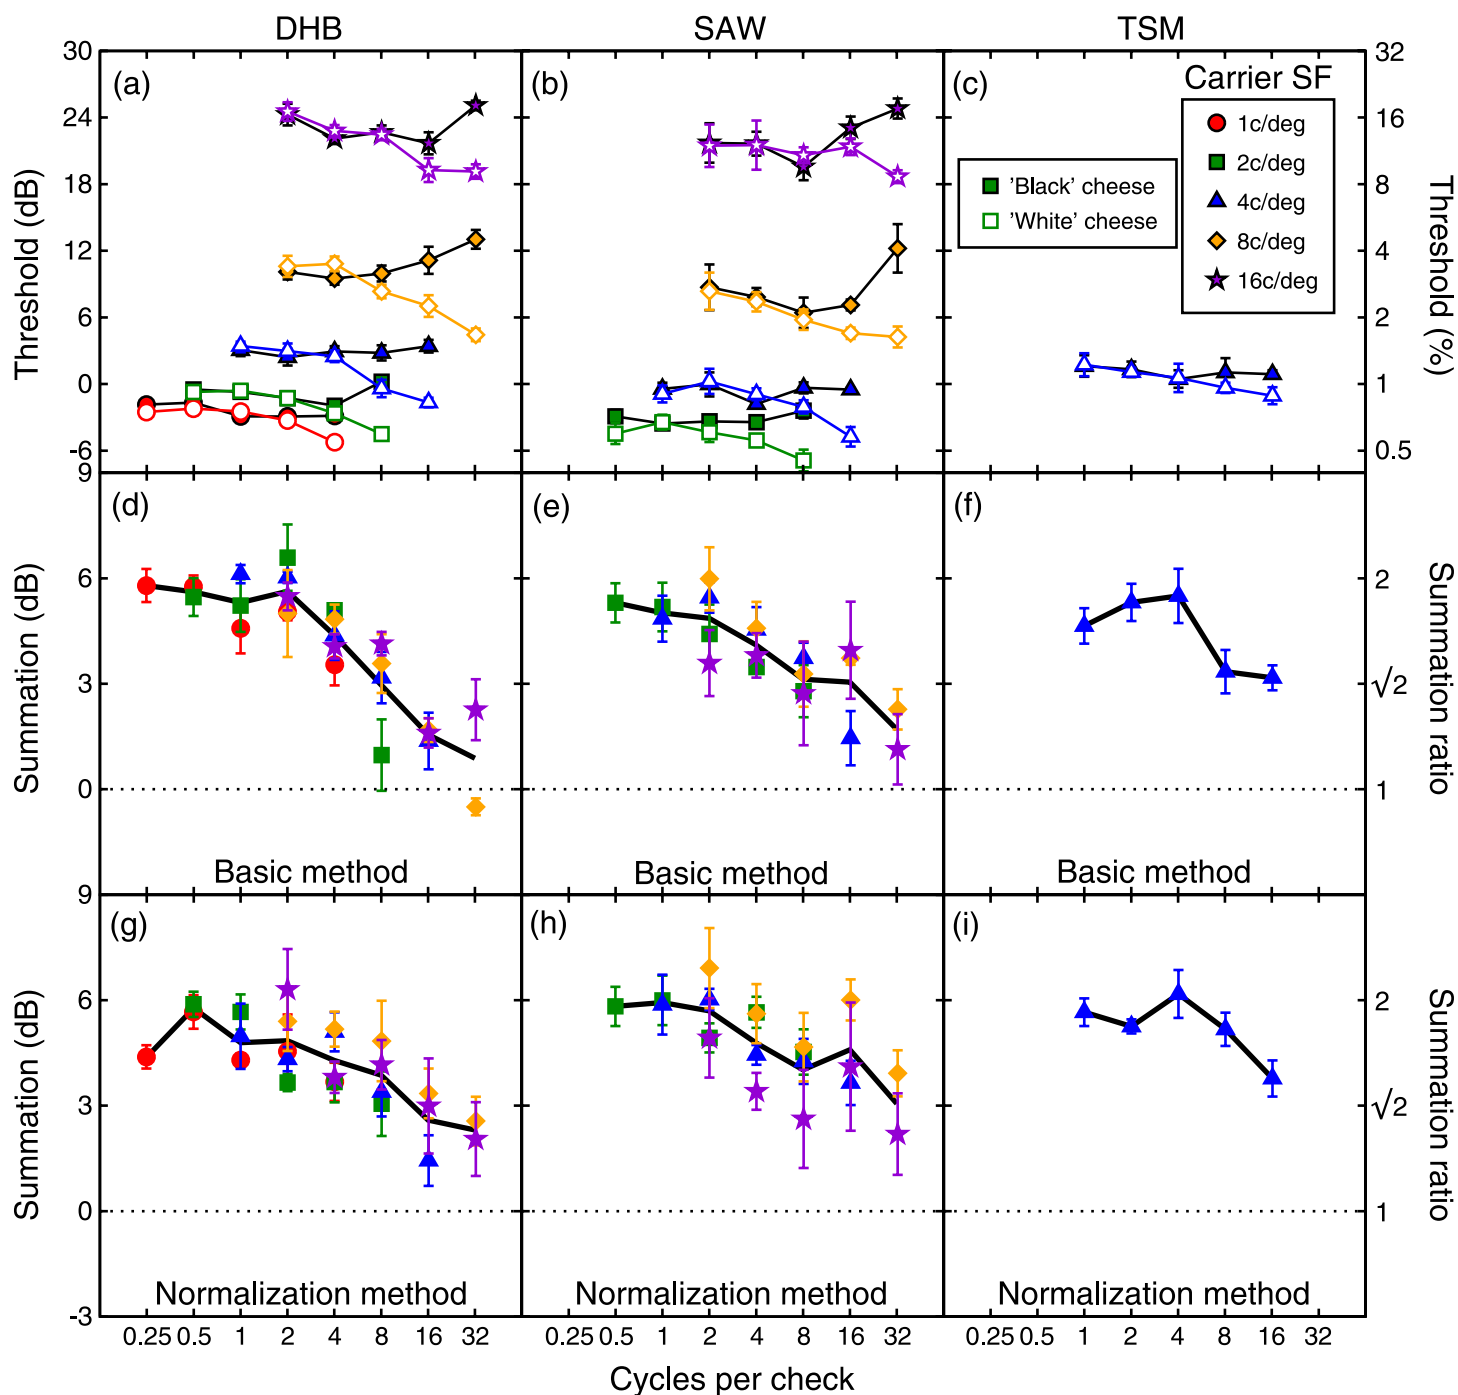 DHB SAW TSM
30 (a) (b) (c) Carrier SF 32
24 1c/deg 16
2c/deg
18 'Black' cheese 4c/deg 8
'White' cheese 8c/deg
12 16c/deg 4
6 2
0 1
-6 0.5
Threshold (dB) Threshold (%)
9 (d) (e) (f)
6 2
3 √2
0 1
Summation (dB) Summation ratio
Basic method Basic method Basic method
9 (g) (h) (i)
6 2
3 √2
0 1
Summation (dB) Summation ratio
Normalization method Normalization method Normalization method
-3
0.25 0.5 1 2 4 8 16 32 0.25 0.5 1 2 4 8 16 32 0.25 0.5 1 2 4 8 16 32
Cycles per check